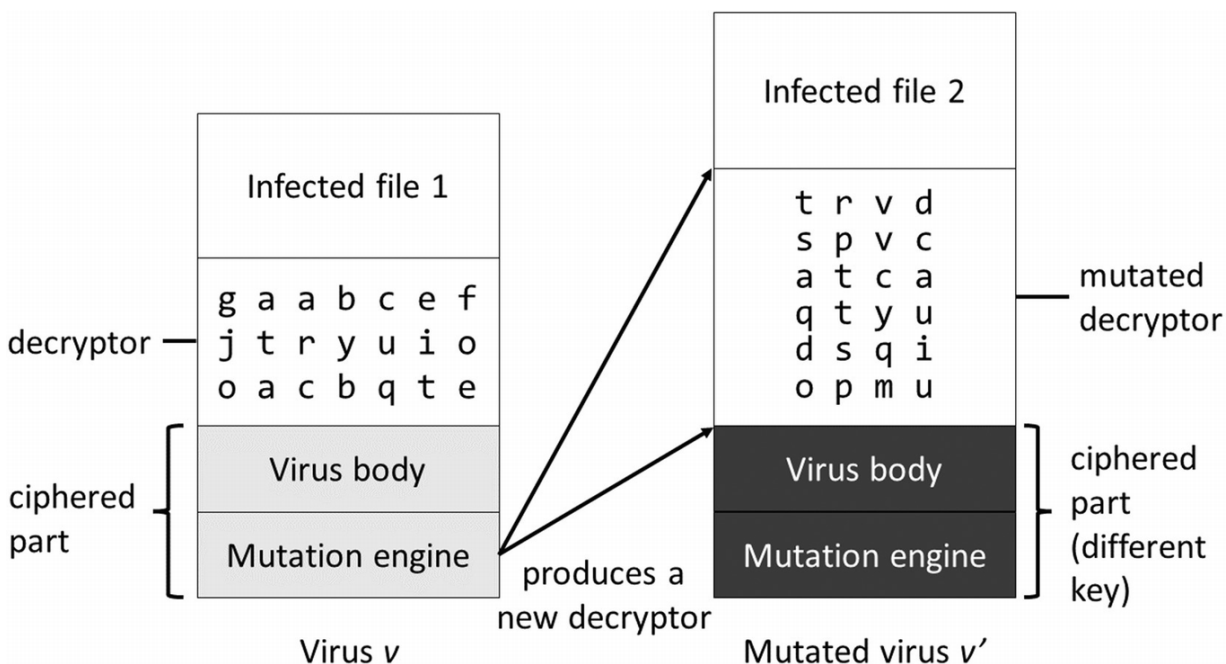 Infected file 1
decryptor
g a a b c e f
j t r y u i o
o a c b q t e
ciphered
part
Virus body
Mutation engine
Virus v
produces a
new decryptor
Infected file 2
t r v d
s p v c
a t c a
q t y u
d s q i
o p m u
mutated
decryptor
Virus body
Mutation engine
ciphered
part
(different
key)
Mutated virus v’